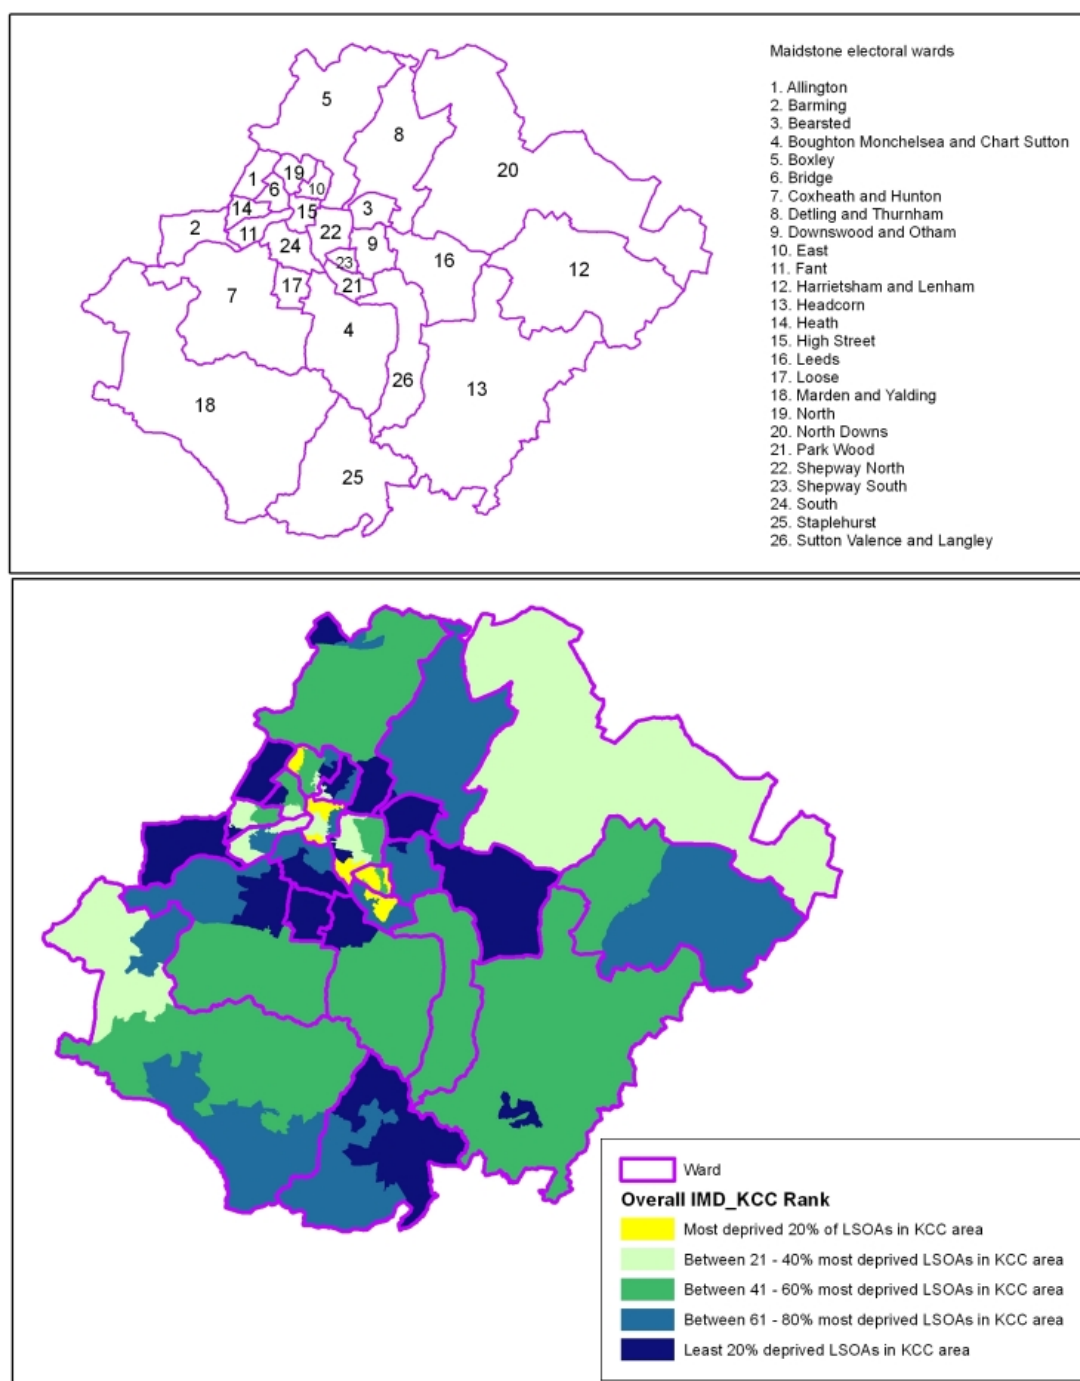 Maidstone electoral wards
1. Allington
2. Barming
3. Bearsted
4. Boughton Monchelsea and Chart Sutton
5. Boxley
6. Bridge
7. Coxheath and Hunton
8. Detling and Thurnham
9. Downswood and Otham
10. East
11. Fant
12. Harrietsham and Lenham
13. Headcorn
14. Heath
15. High Street
16. Leeds
17. Loose
18. Marden and Yalding
19. North
20. North Downs
21. Park Wood
22. Shepway North
23. Shepway South
24. South
25. Staplehurst
26. Sutton Valence and Langley
5
8
20
1
19
6
10
14
15
3
2
11
22
24
9
23
16
12
7
17
21
4
26
13
18
25
Ward
Overall IMD_KCC Rank
Most deprived 20% of LSOAs in KCC area
Between 21 - 40% most deprived LSOAs in KCC area
Between 41 - 60% most deprived LSOAs in KCC area
Between 61 - 80% most deprived LSOAs in KCC area
Least 20% deprived LSOAs in KCC area